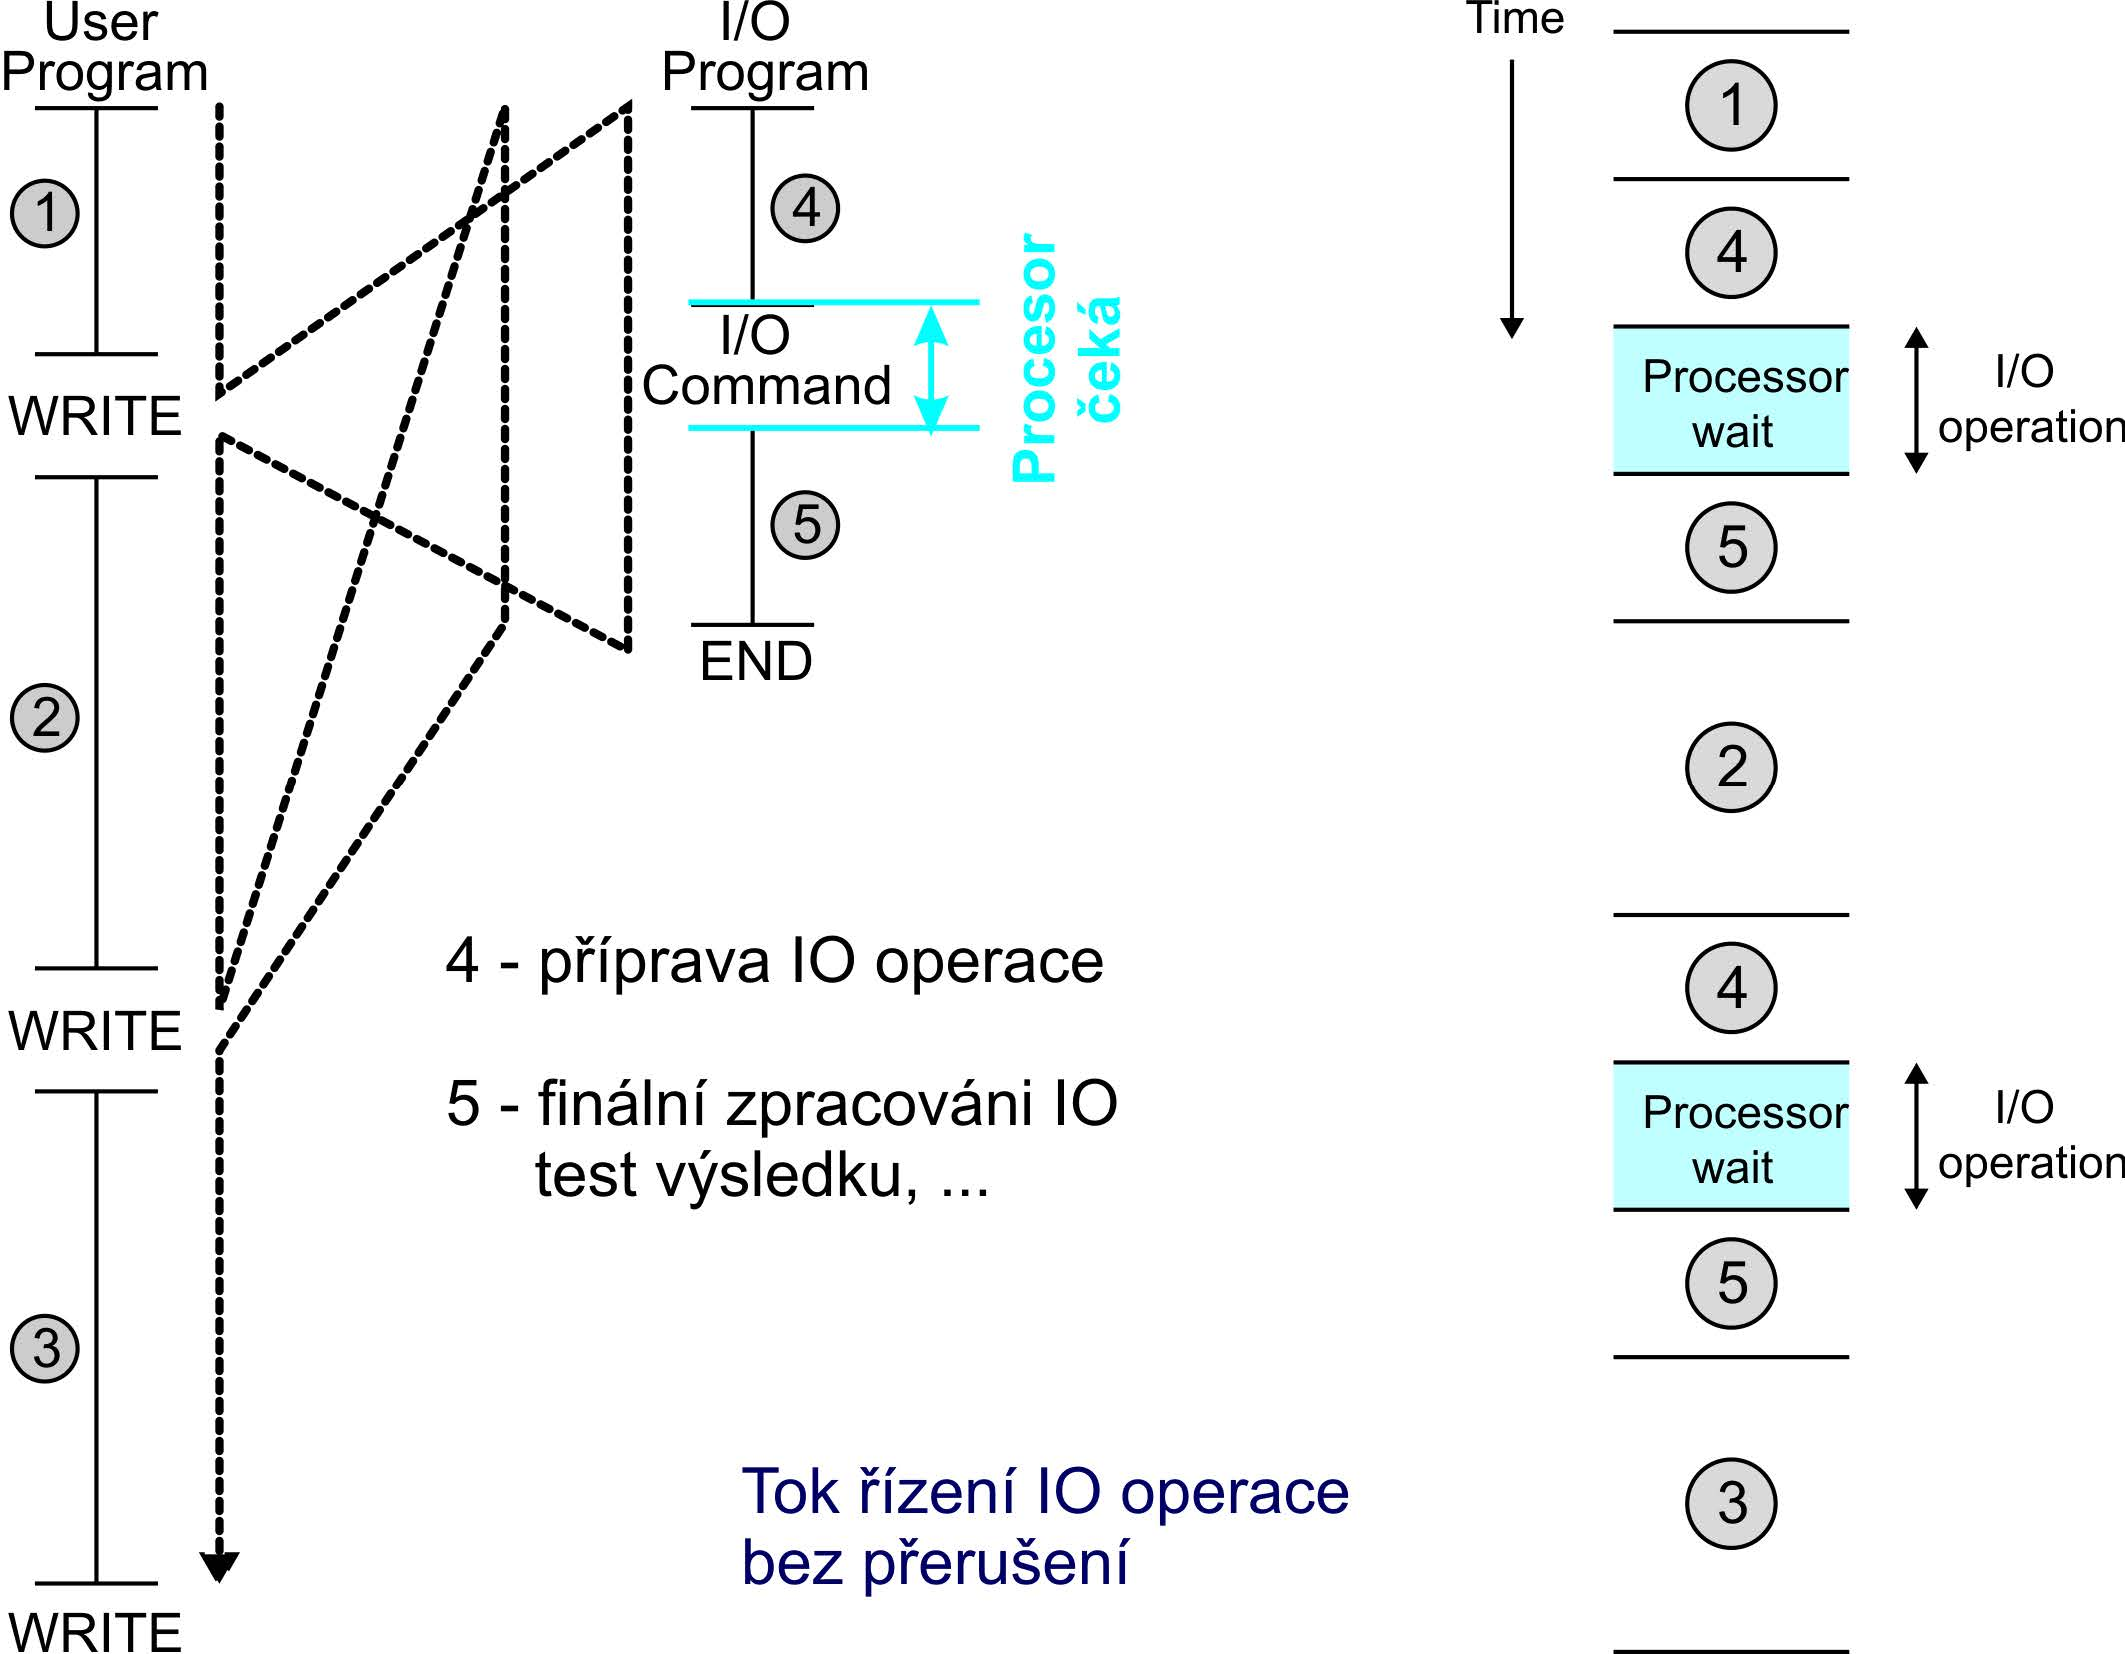 User
Program
1
WRITE
2
WRITE
3
WRITE
I/O
Program
4
I/O
Command
5
END
Procesor
čeká
4 - příprava IO operace
5 - finální zpracováni IO
test výsledku, ...
Tok řízení IO operace
bez přerušení
Time
1
4
Processor
wait
I/O
operation
5
2
4
Processor
wait
I/O
operation
5
3